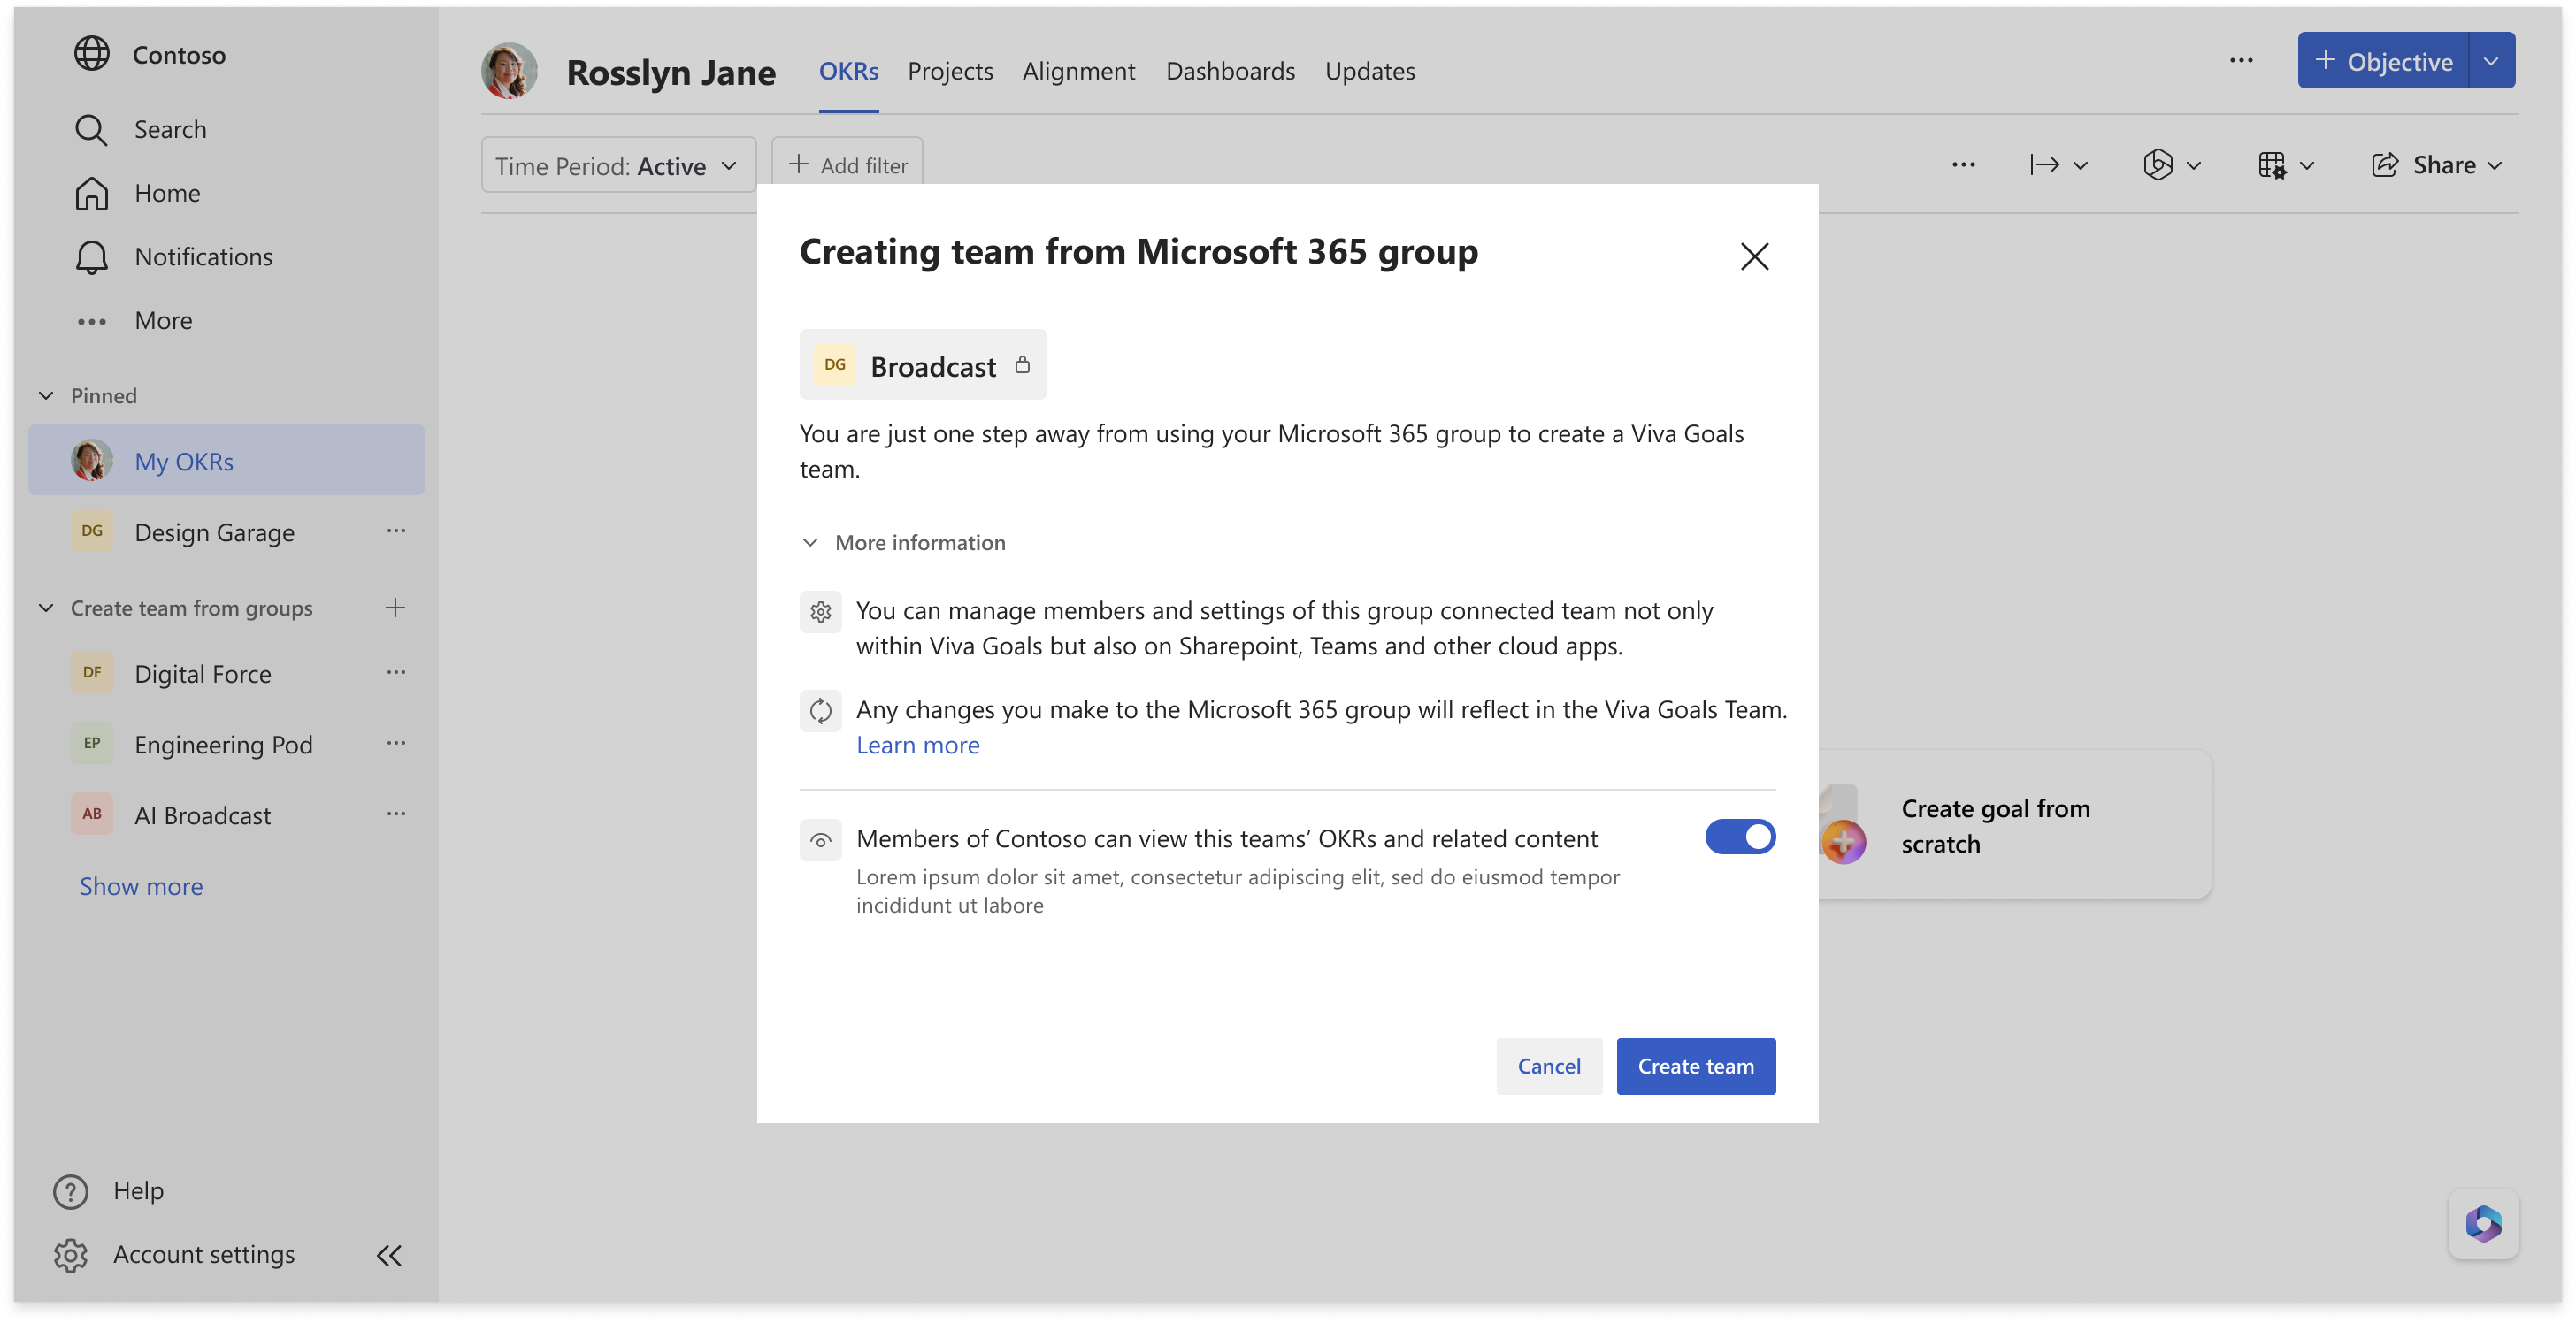 Contoso
Search
Home
Notifications
More
Pinned
My OKRs
DG Design Garage
Create team from groups
DF Digital Force
EP Engineering Pod
AB AI Broadcast
Show more
Help
Account settings
Rosslyn Jane OKRs Projects Alignment Dashboards Updates
Objective
Time Period: Active
Add filter
Share
Creating team from Microsoft 365 group
DG Broadcast
You are just one step away from using your Microsoft 365 group to create a Viva Goals
team.
More information
You can manage members and settings of this group connected team not only
within Viva Goals but also on Sharepoint, Teams and other cloud apps.
Any changes you make to the Microsoft 365 group will reflect in the Viva Goals Team.
Learn more
Members of Contoso can view this teams’ OKRs and related content
Lorem ipsum dolor sit amet, consectetur adipiscing elit, sed do eiusmod tempor
incididunt ut labore
Cancel
Create team
Create goal from
scratch